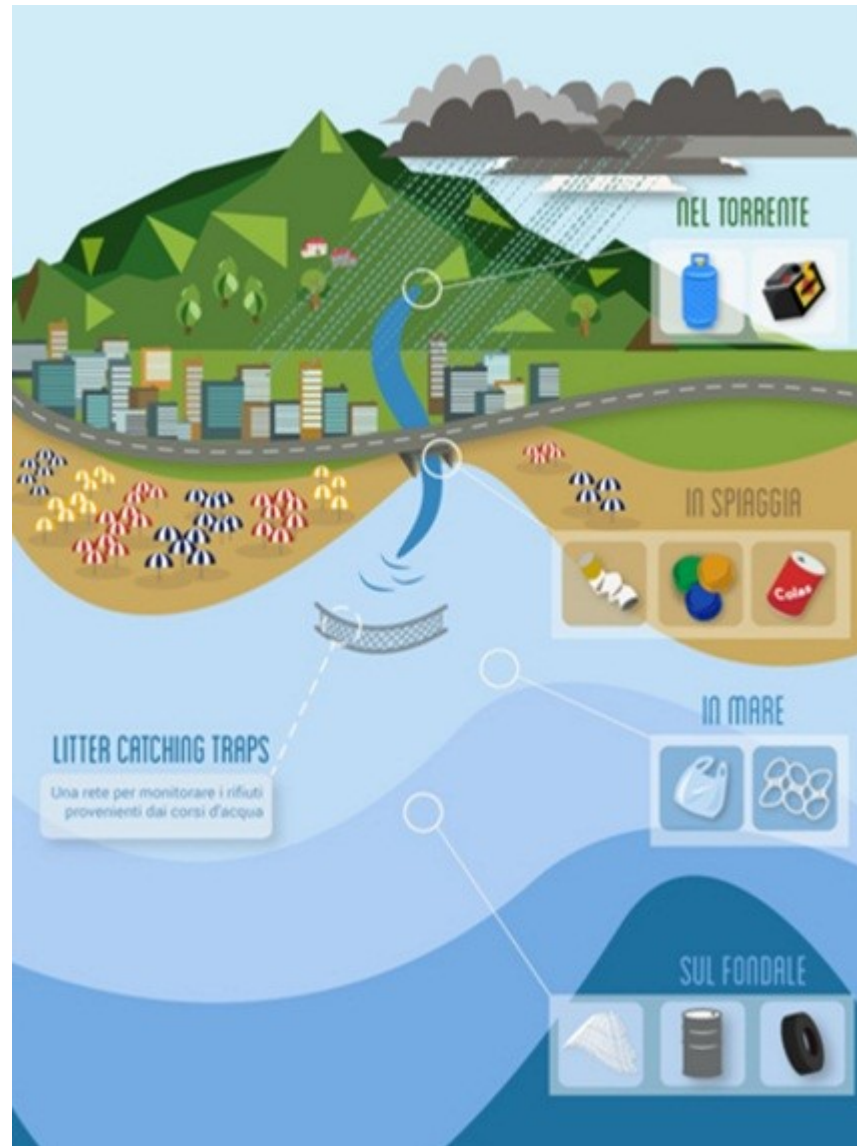 NEL TORRENTE
IN SPIAGGIA
Colas
IN MARE
LITTER CATCHING TRAPS
Una rete per monitorare i rifiuti
provenienti dai corsi d'acqua
SUL FONDALE